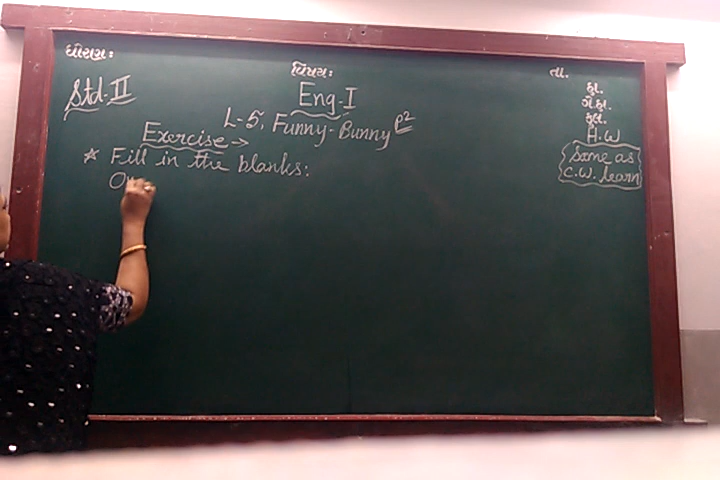 ધોરણ:
વિષય:
તા.
Std-II
Eng-I
હા.
ગે.હા.
કુલ.
L-5, Funny-Bunny P2
H.W
Exercise →
Same as
C.W. learn
☆ Fill in the blanks: